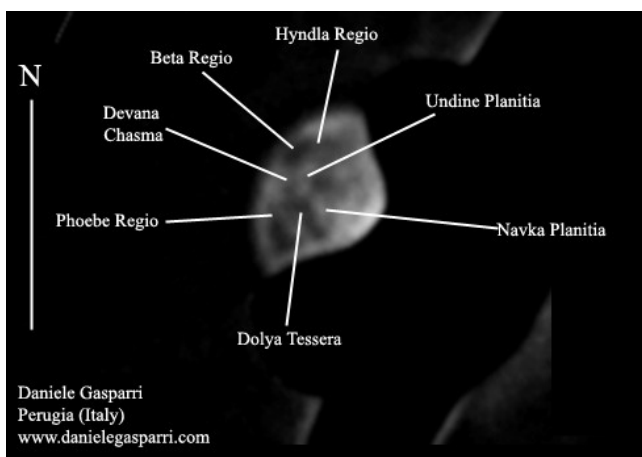 Hyndla Regio
Beta Regio
N
Undine Planitia
Devana
Chasma
Phoebe Regio
Navka Planitia
Dolya Tessera
Daniele Gasparri
Perugia (Italy)
www.danielegasparri.com